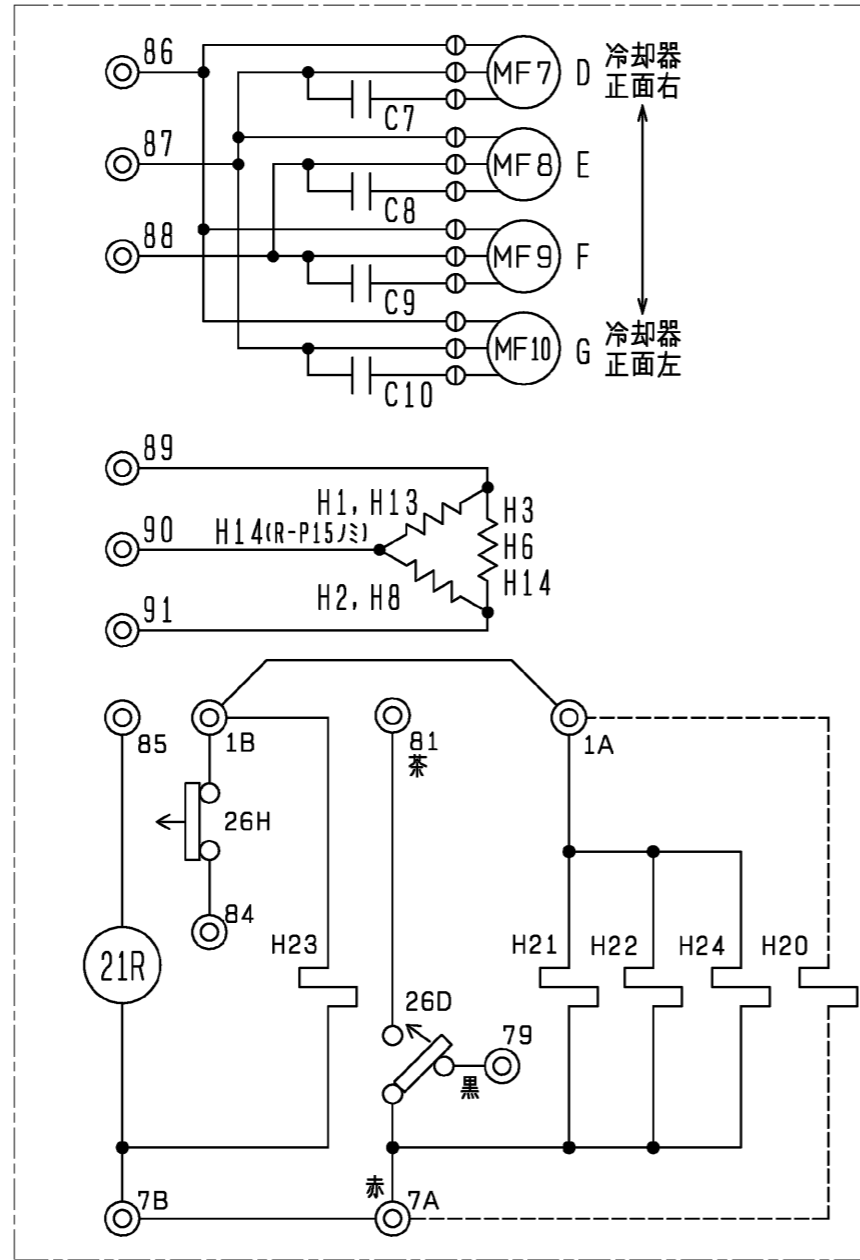 86
MF7 D 冷却器
正面右
C7
87
MF8 E
C8
88
MF9 F
C9
MF10 G 冷却器
正面左
C10
89
H1, H13
H3
90
H14(R-P15ノミ)
H6
H2, H8
H14
91
85
1B
81
茶
1A
26H
84
21R
H23
H21
H22
H24
H20
26D
79
黒
赤
7B
7A